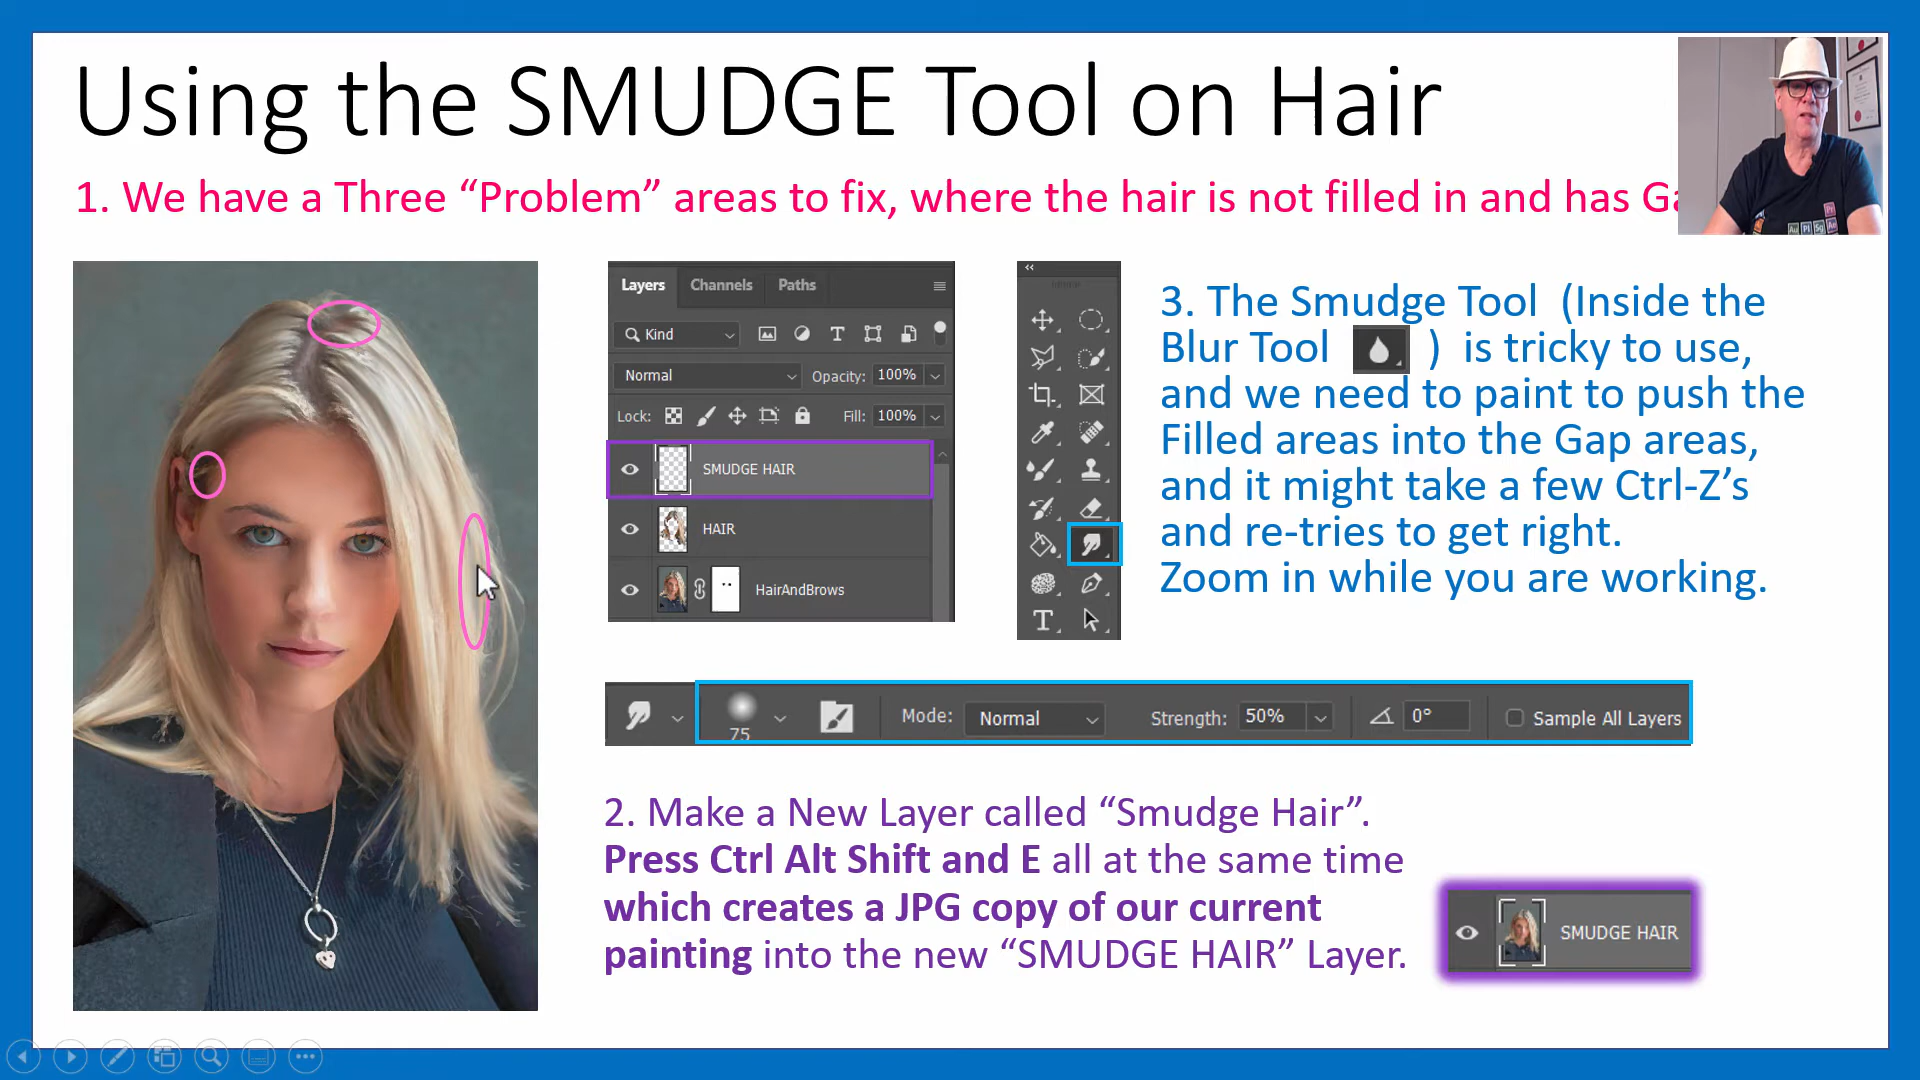 Using the SMUDGE Tool on Hair
1. We have a Three “Problem” areas to fix, where the hair is not filled in and has
Layers Channels Paths
Kind
Normal Opacity: 100%
Lock: Fill: 100%
SMUDGE HAIR
HAIR
HairAndBrows
3. The Smudge Tool (Inside the
Blur Tool ) is tricky to use,
and we need to paint to push the
Filled areas into the Gap areas,
and it might take a few Ctrl-Z’s
and re-tries to get right.
Zoom in while you are working.
75 Mode: Normal Strength: 50% 0° Sample All Layers
2. Make a New Layer called “Smudge Hair”.
Press Ctrl Alt Shift and E all at the same time
which creates a JPG copy of our current
painting into the new “SMUDGE HAIR” Layer.
SMUDGE HAIR
Pr
Au Pl Sg Au